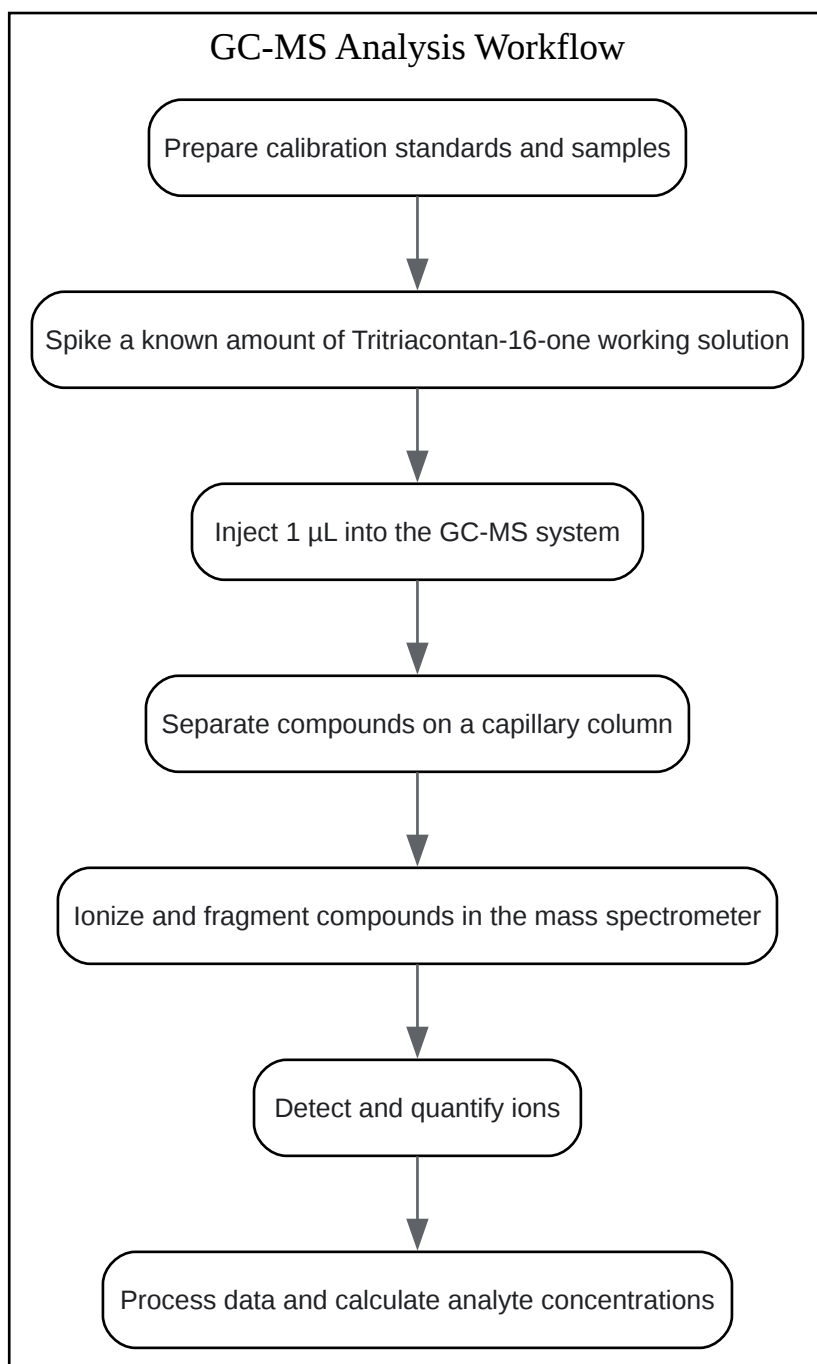 GC-MS Analysis Workflow
Prepare calibration standards and samples
Spike a known amount of Tritriacontan-16-one working solution
Inject 1 µL into the GC-MS system
Separate compounds on a capillary column
Ionize and fragment compounds in the mass spectrometer
Detect and quantify ions
Process data and calculate analyte concentrations